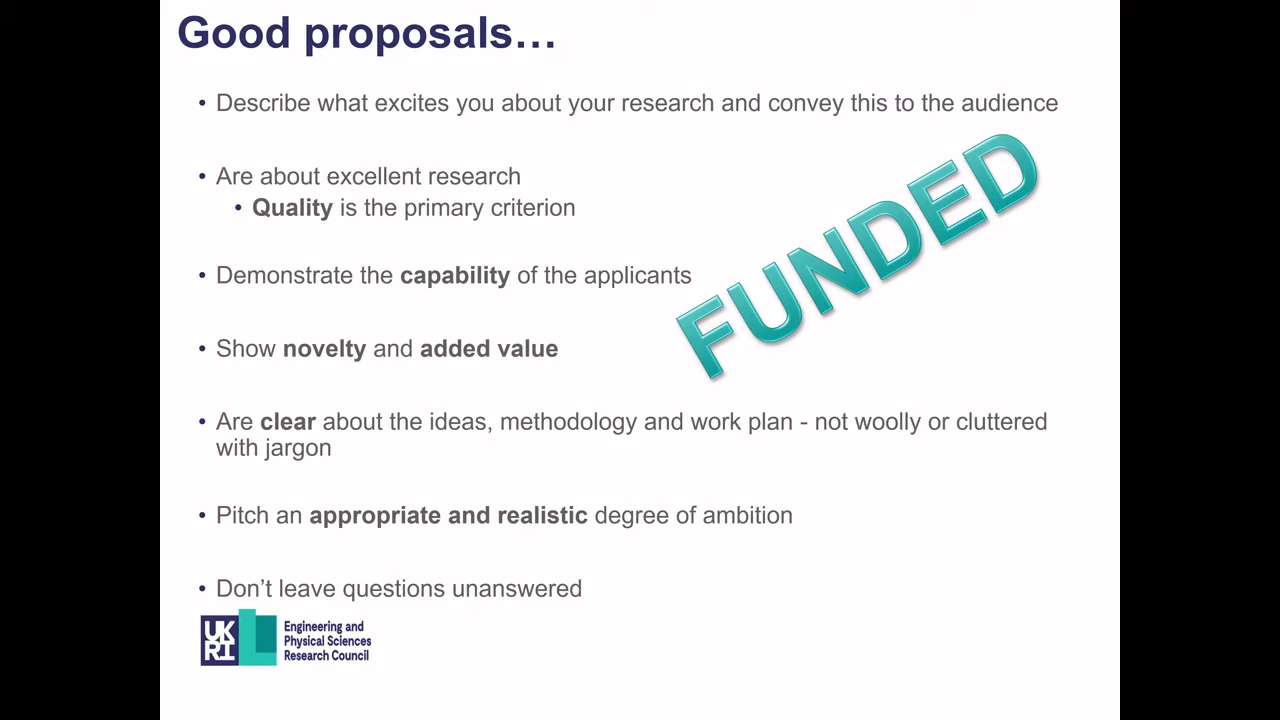 Good proposals…
• Describe what excites you about your research and convey this to the audience
• Are about excellent research
• Quality is the primary criterion
• Demonstrate the capability of the applicants
• Show novelty and added value
• Are clear about the ideas, methodology and work plan - not woolly or cluttered
with jargon
• Pitch an appropriate and realistic degree of ambition
• Don’t leave questions unanswered
FUNDED
UK
RI
Engineering and
Physical Sciences
Research Council